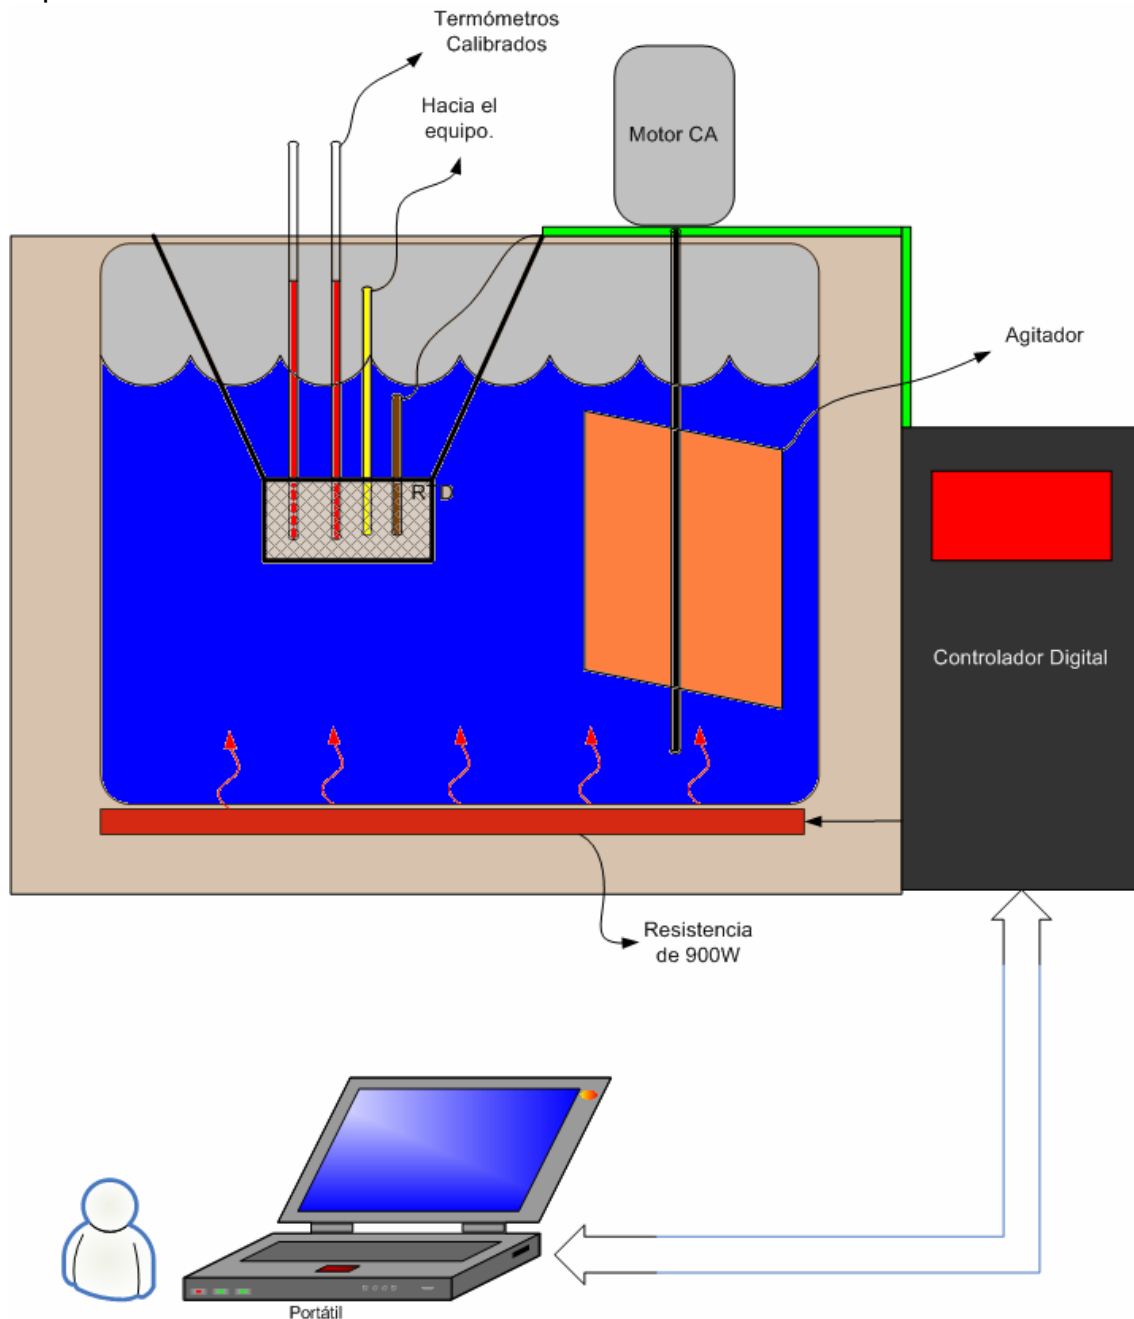 Termómetros
Calibrados
Hacia el
equipo.
Motor CA
Agitador
RTD
Controlador Digital
Resistencia
de 900W
Portátil